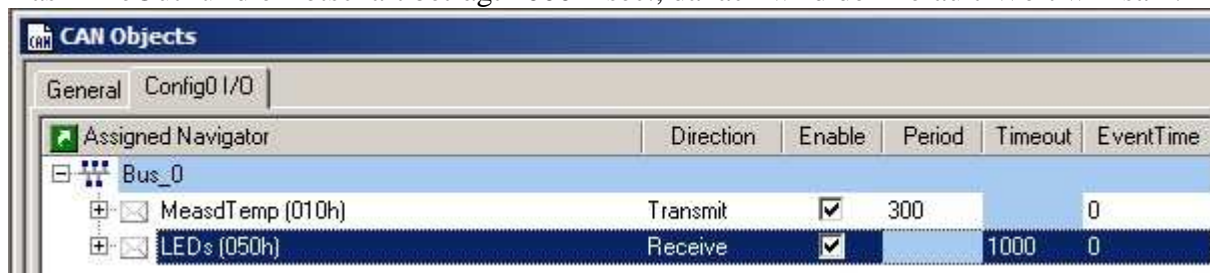 CAN CAN Objects
General Config0 I/O
Assigned Navigator Direction Enable Period Timeout EventTime
Bus_0
MeasdTemp (010h) Transmit 300 0
LEDs (050h) Receive 1000 0